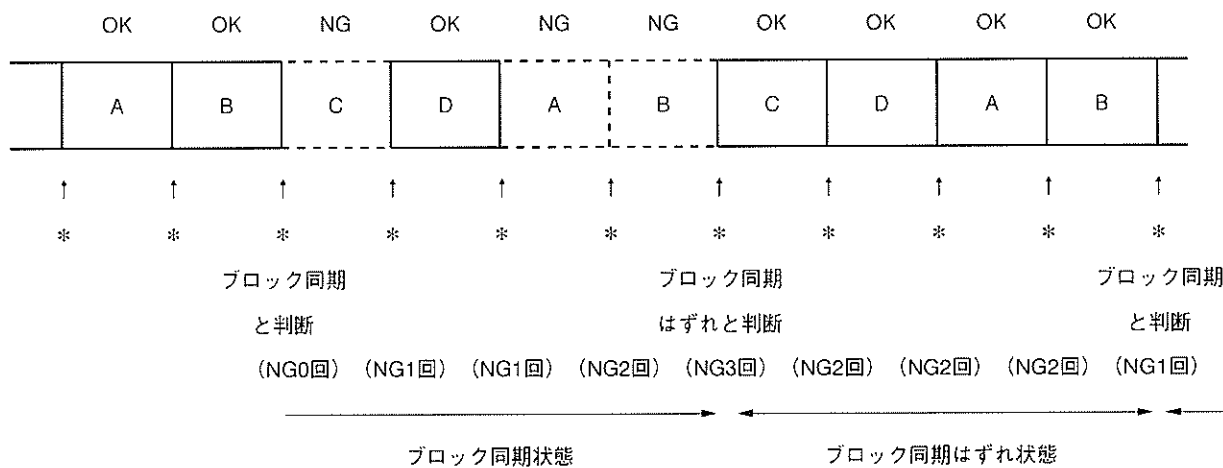 OK OK NG OK NG NG OK OK OK OK
A B C D A B C D A B
↑ ↑ ↑ ↑ ↑ ↑ ↑ ↑ ↑ ↑ ↑
* * * * * * * * * * *
ブロック同期 ブロック同期 ブロック同期
と判断 はずれと判断 と判断
(NG0回) (NG1回) (NG1回) (NG2回) (NG3回) (NG2回) (NG2回) (NG2回) (NG1回)
ブロック同期状態 ブロック同期はずれ状態